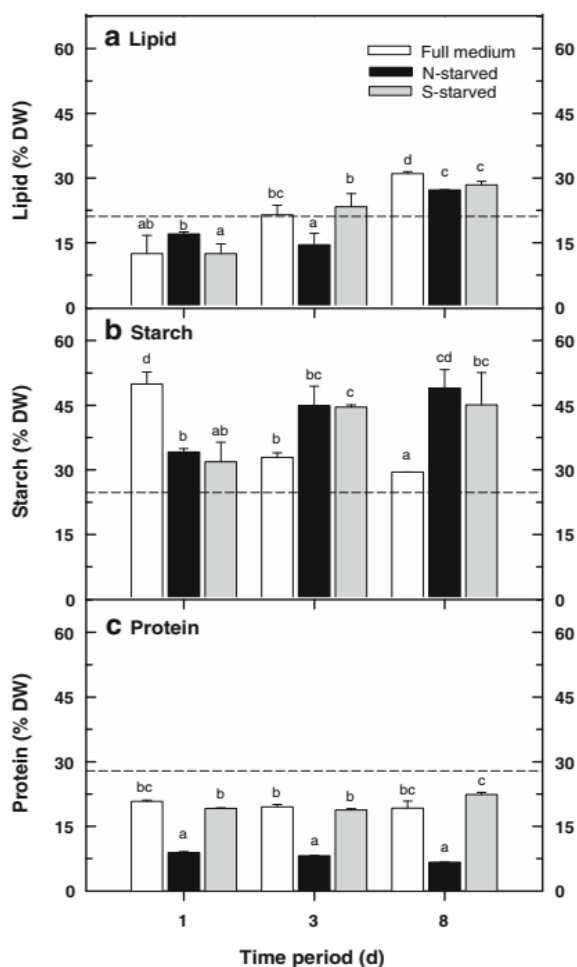 a Lipid
Full medium
N-starved
S-starved
Lipid (% DW)
60 60
45 45
30 30
15 15
0 0
ab b a bc a b d c c
b Starch
Starch (% DW)
60 60
45 45
30 30
15 15
0 0
d b ab b bc c a cd bc
c Protein
Protein (% DW)
60 60
45 45
30 30
15 15
0 0
bc a b b a b bc a c
1 3 8
Time period (d)